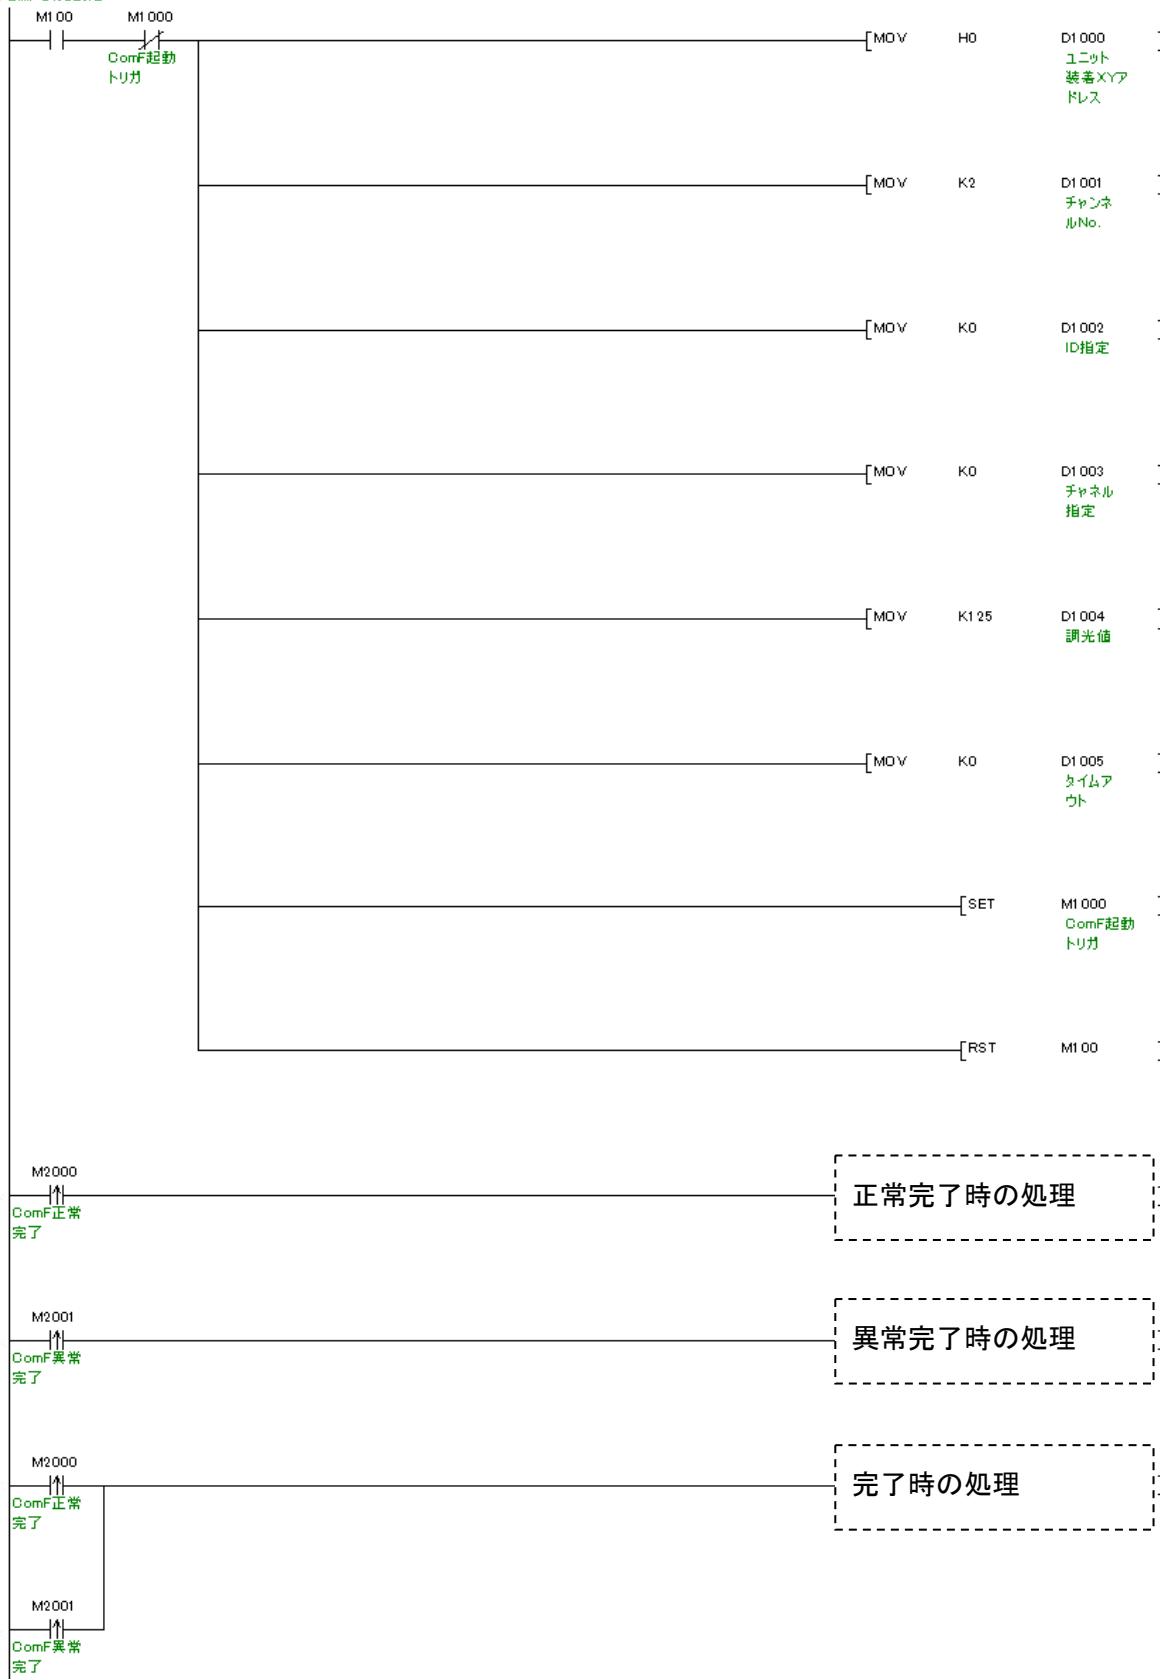 M100 M1000
ComF起動
トリガ
MOV H0 D1000
ユニット
装着XYア
ドレス
MOV K2 D1001
チャンネ
ルNo.
MOV K0 D1002
ID指定
MOV K0 D1003
チャネル
指定
MOV K125 D1004
調光値
MOV K0 D1005
タイムア
ウト
SET M1000
ComF起動
トリガ
RST M100
M2000
ComF正常
完了
正常完了時の処理
M2001
ComF異常
完了
異常完了時の処理
M2000
ComF正常
完了
完了時の処理
M2001
ComF異常
完了